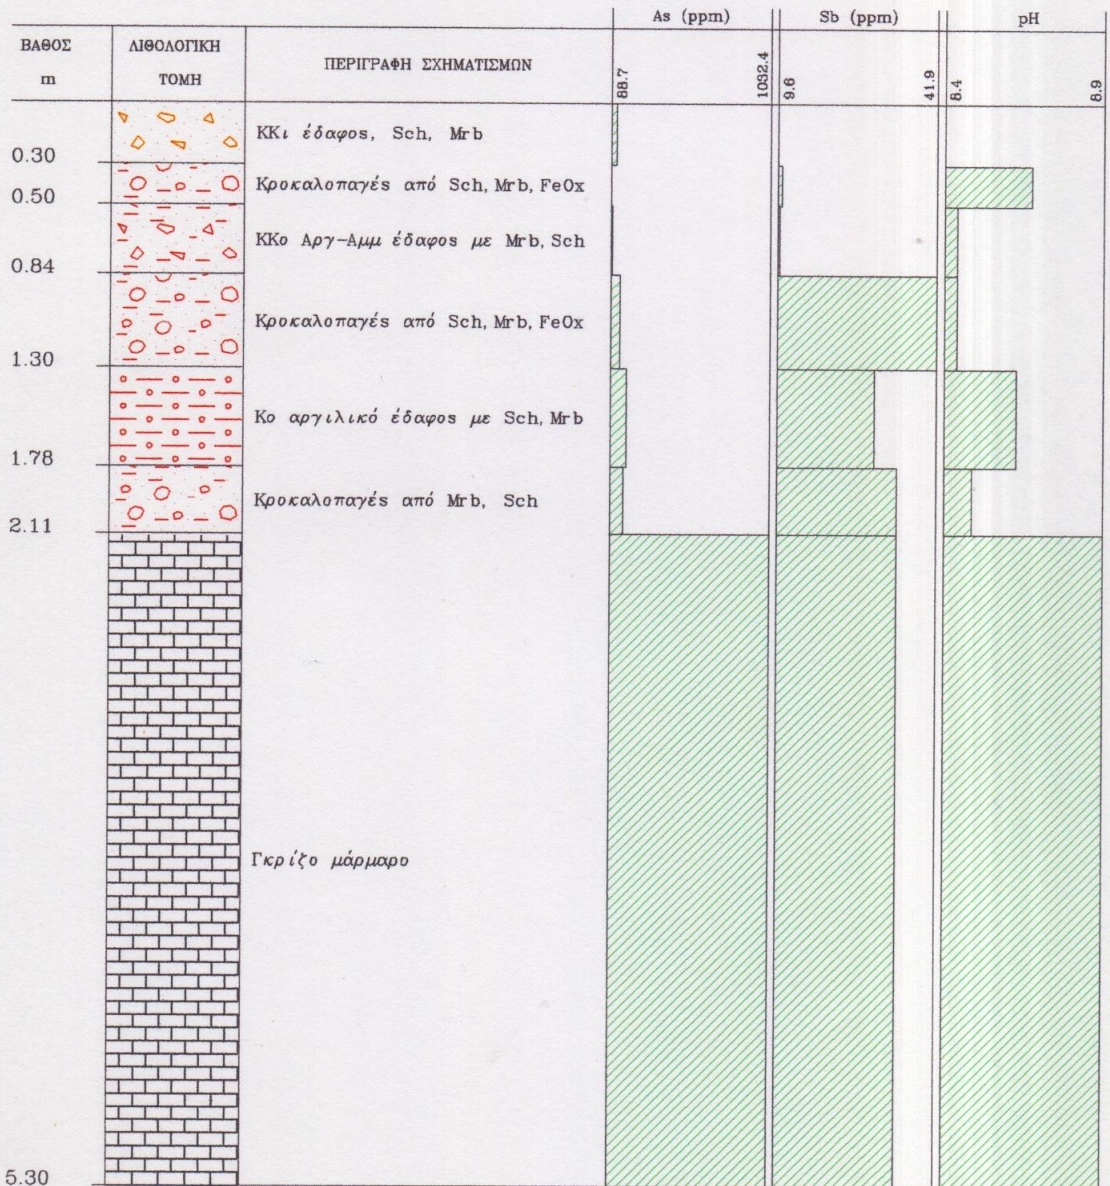 As (ppm) Sb (ppm) pH
ΒΑΘΟΣ
m
ΛΙΘΟΛΟΓΙΚΗ
ΤΟΜΗ
ΠΕΡΙΓΡΑΦΗ ΣΧΗΜΑΤΙΣΜΩΝ
88.7 1032.4 9.6 41.9 8.4 8.9
ΚΚι έδαφος, Sch, Mrb
0.30
Κροκαλοπαγές από Sch, Mrb, FeOx
0.50
ΚΚο Αργ-Αμμ έδαφος με Mrb, Sch
0.84
Κροκαλοπαγές από Sch, Mrb, FeOx
1.30
Κο αργιλικό έδαφος με Sch, Mrb
1.78
Κροκαλοπαγές από Mrb, Sch
2.11
Γκρίζο μάρμαρο
5.30